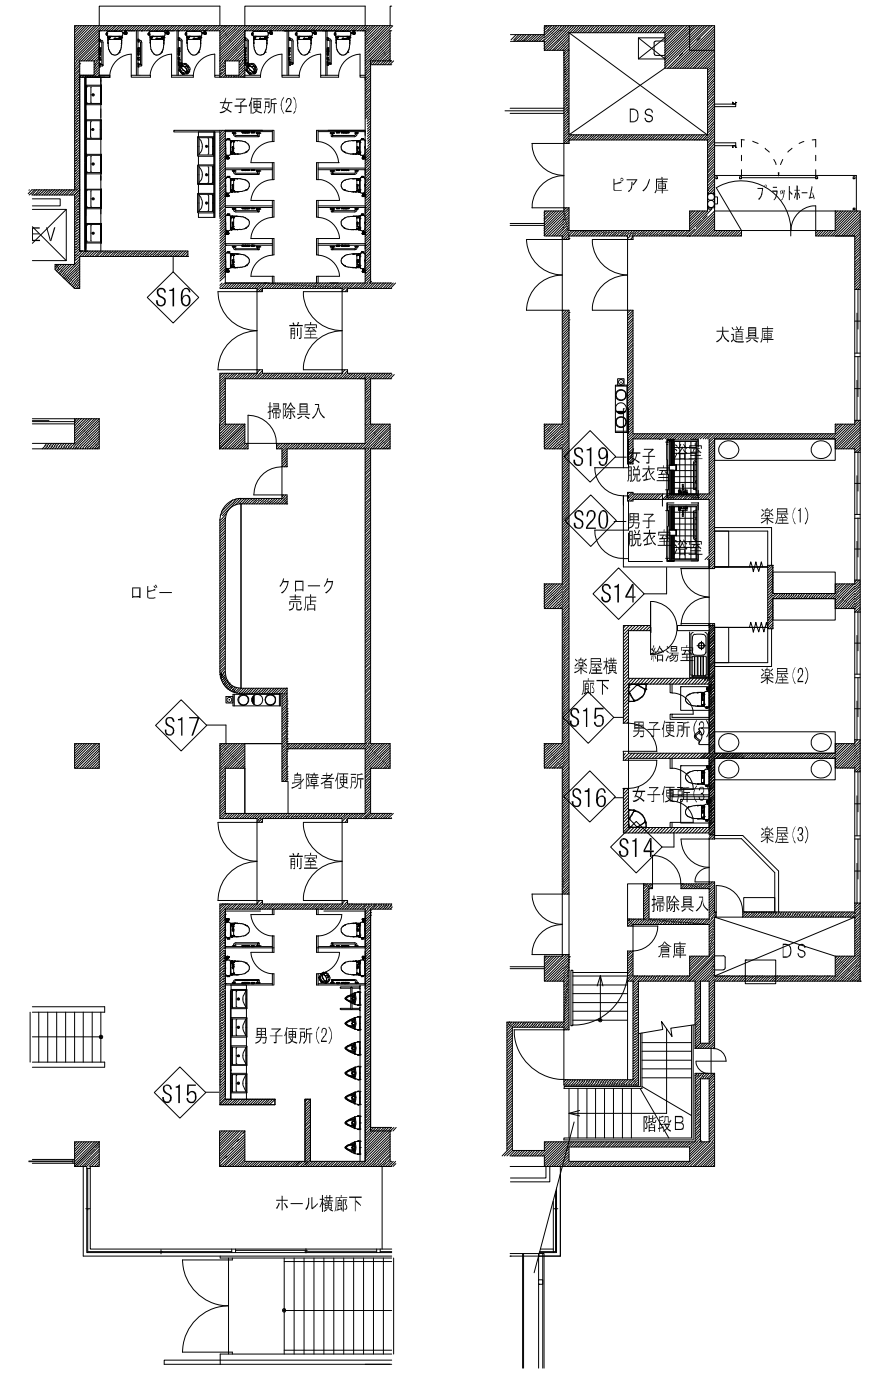 女子便所(2)
EV
S16
前室
掃除具入
クローク
売店
ロビー
S17
身障者便所
前室
男子便所(2)
S15
ホール横廊下
DS
ピアノ庫
プラットホーム
大道具庫
S19
女子
脱衣室
浴室
S20
男子
脱衣室
浴室
楽屋(1)
S14
給湯室
楽屋横
廊下
楽屋(2)
S15
男子便所(3)
S16
女子便所(3)
S14
楽屋(3)
掃除具入
倉庫
DS
階段B